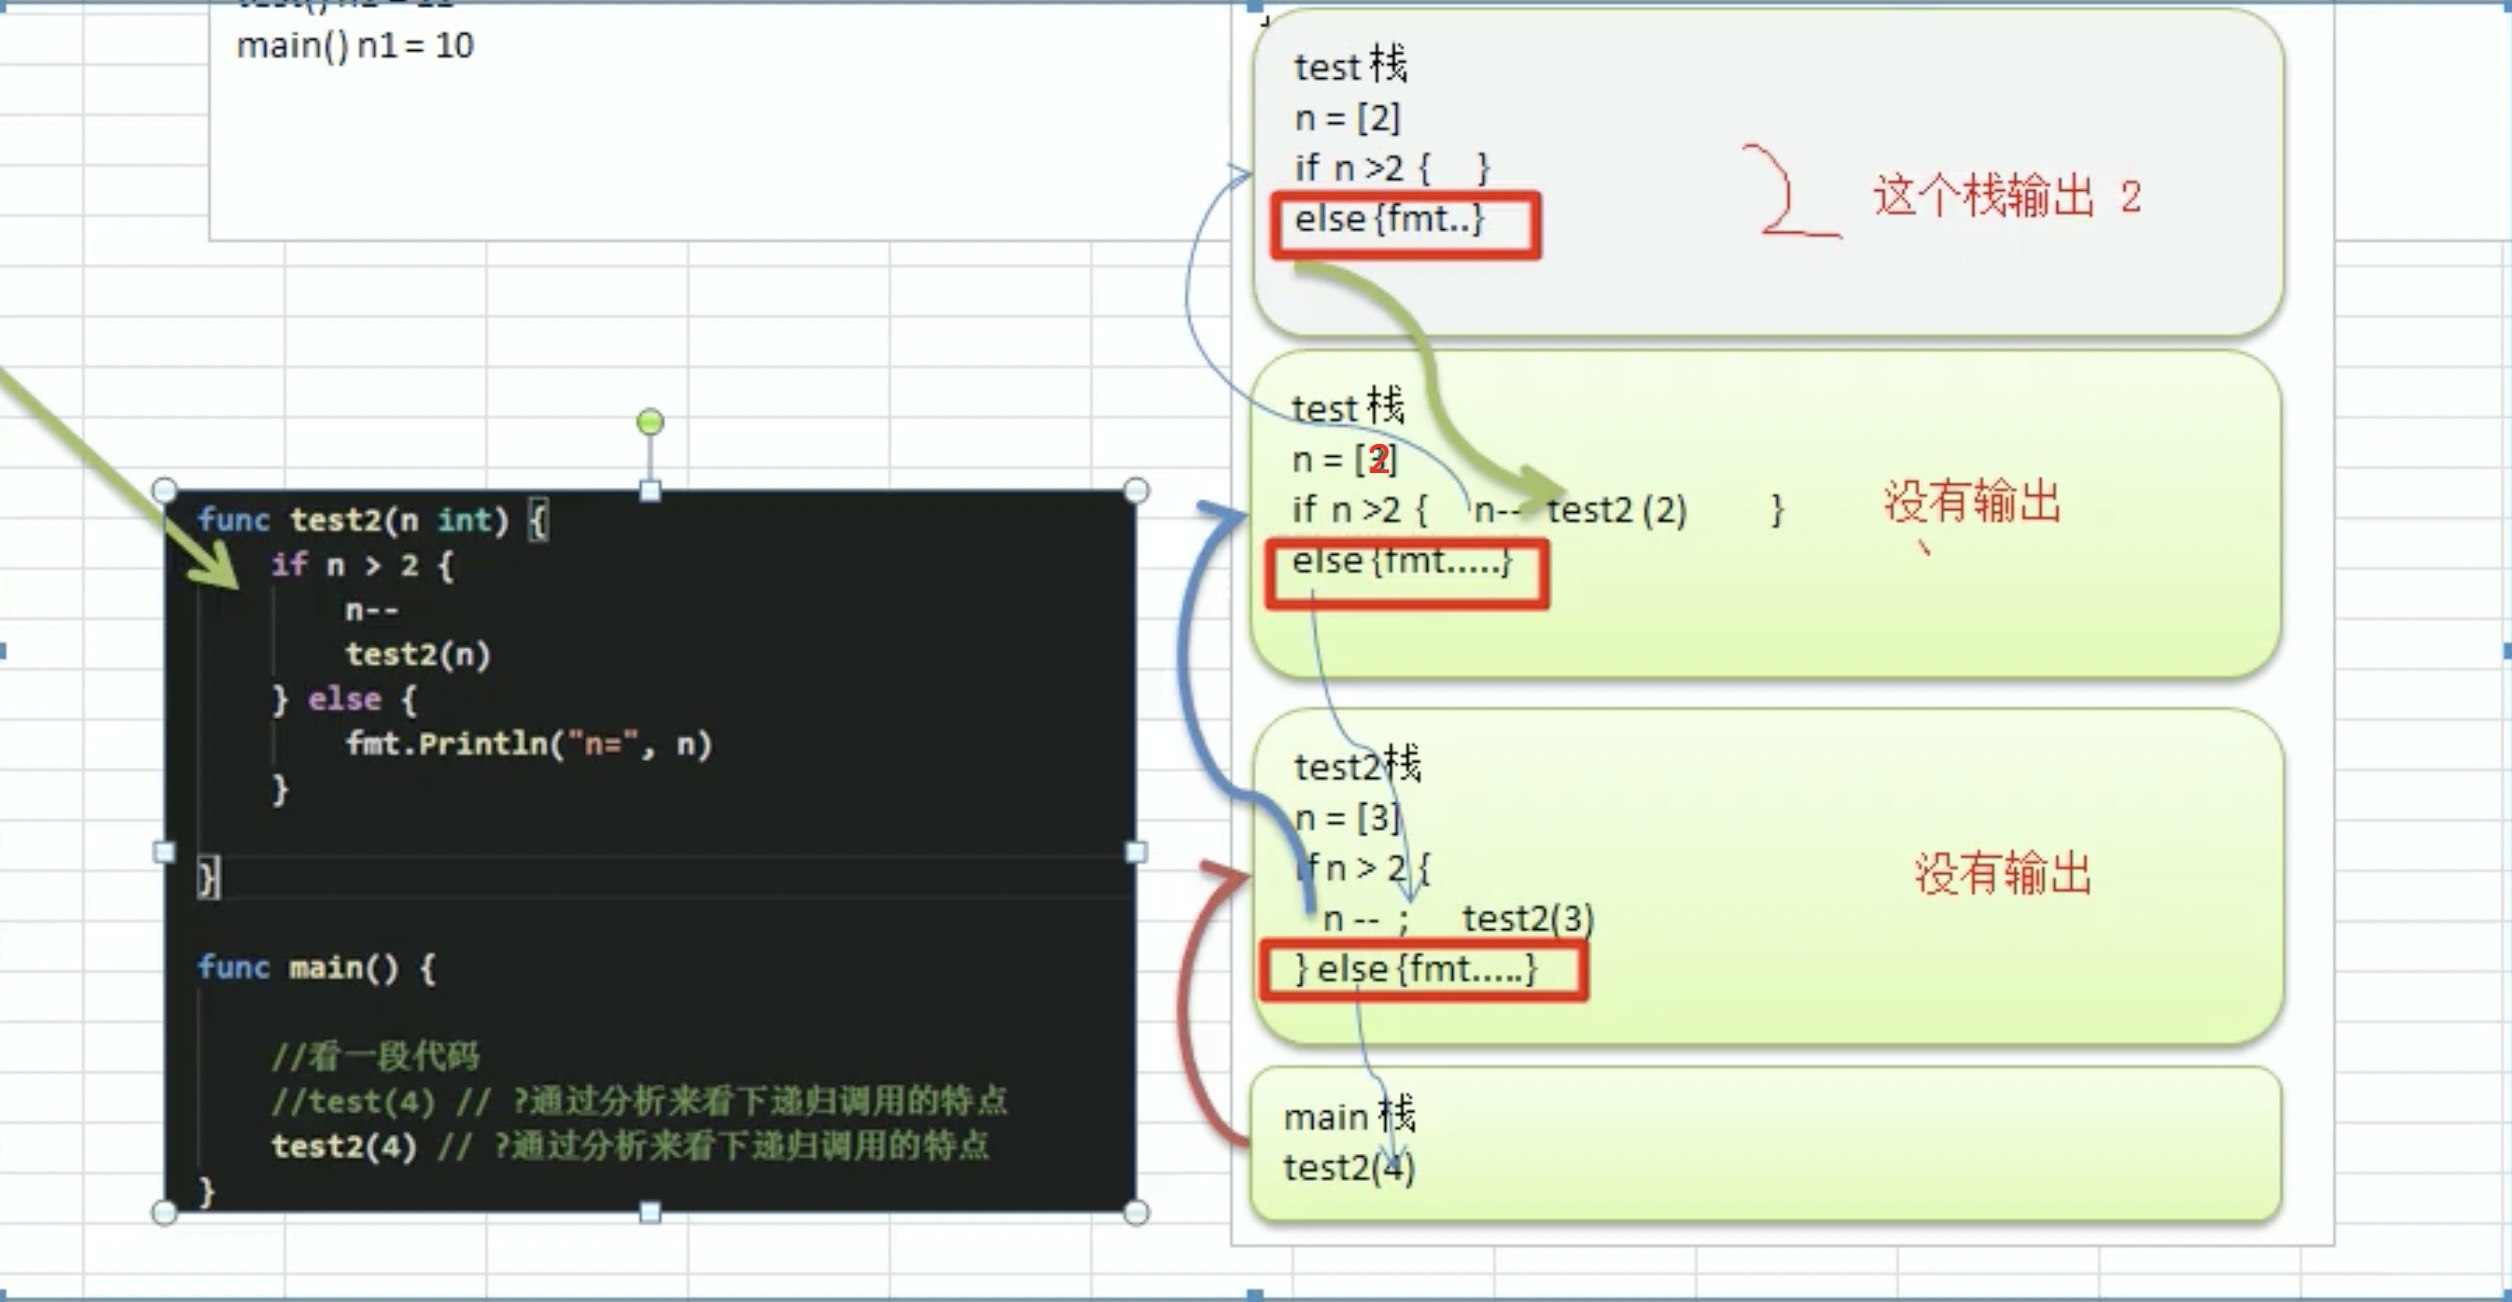 main() n1 = 10
func test2(n int) {
if n > 2 {
n--
test2(n)
} else {
fmt.Println("n=", n)
}
}
func main() {
//看一段代码
//test(4) // ?通过分析来看下递归调用的特点
test2(4) // ?通过分析来看下递归调用的特点
}
test 栈
n = [2]
if n >2 { }
else {fmt..}
2 这个栈输出 2
test 栈
n = [2]
if n >2 { n-- test2 (2) }
没有输出
else {fmt.....}
test2栈
n = [3]
if n > 2 {
没有输出
n -- ; test2(3)
} else {fmt.....}
main 栈
test2(4)